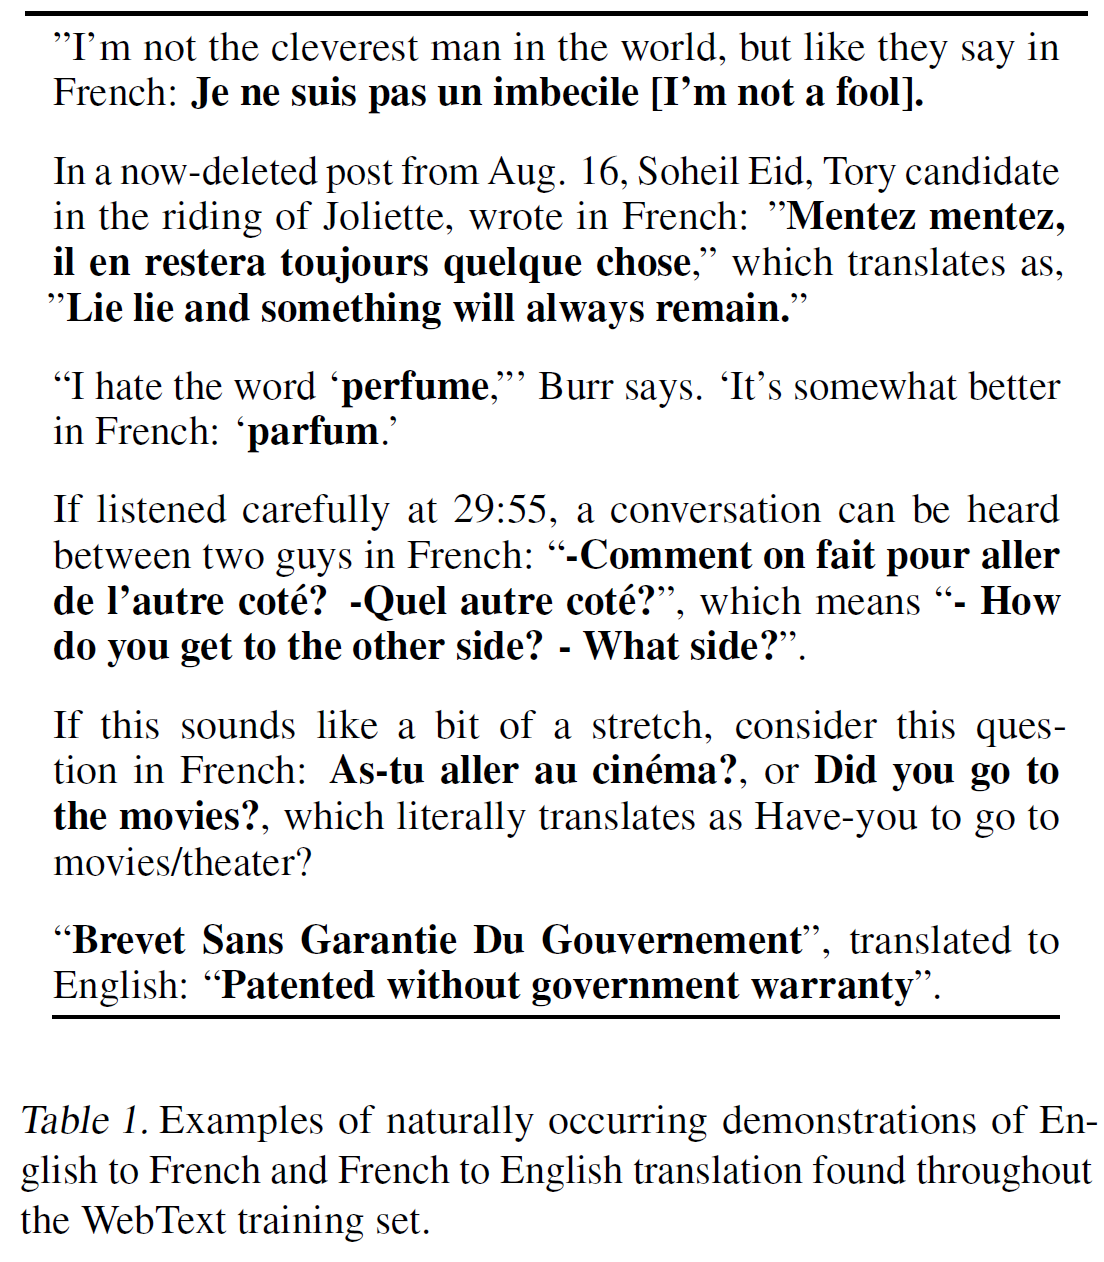 ”I’m not the cleverest man in the world, but like they say in
French: Je ne suis pas un imbecile [I’m not a fool].
In a now-deleted post from Aug. 16, Soheil Eid, Tory candidate
in the riding of Joliette, wrote in French: ”Mentez mentez,
il en restera toujours quelque chose,” which translates as,
”Lie lie and something will always remain.”
“I hate the word ‘perfume,”’ Burr says. ‘It’s somewhat better
in French: ‘parfum.’
If listened carefully at 29:55, a conversation can be heard
between two guys in French: “-Comment on fait pour aller
de l’autre coté? -Quel autre coté?”, which means “- How
do you get to the other side? - What side?”.
If this sounds like a bit of a stretch, consider this ques-
tion in French: As-tu aller au cinéma?, or Did you go to
the movies?, which literally translates as Have-you to go to
movies/theater?
“Brevet Sans Garantie Du Gouvernement”, translated to
English: “Patented without government warranty”.
Table 1. Examples of naturally occurring demonstrations of En-
glish to French and French to English translation found throughout
the WebText training set.